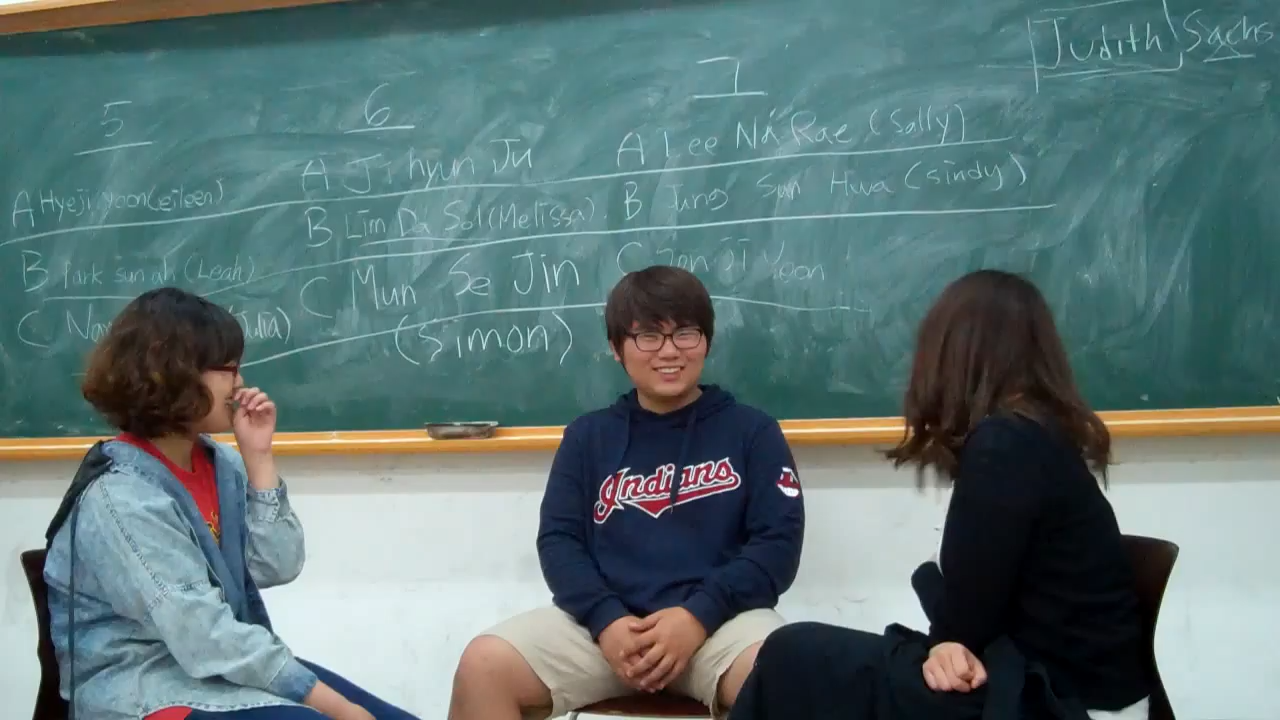 Judith Sachs
5
A Hyeji yoon (eileen)
B Park sun ah (Leah)
C
6
A Ji hyun Ju
B Lim Da Sol (Melissa).
C Mun Se Jin
(Simon)
7
A Lee Na Rae (Sally)
B Jung Sun Hwa (Sindy)
C Yeon
Indians